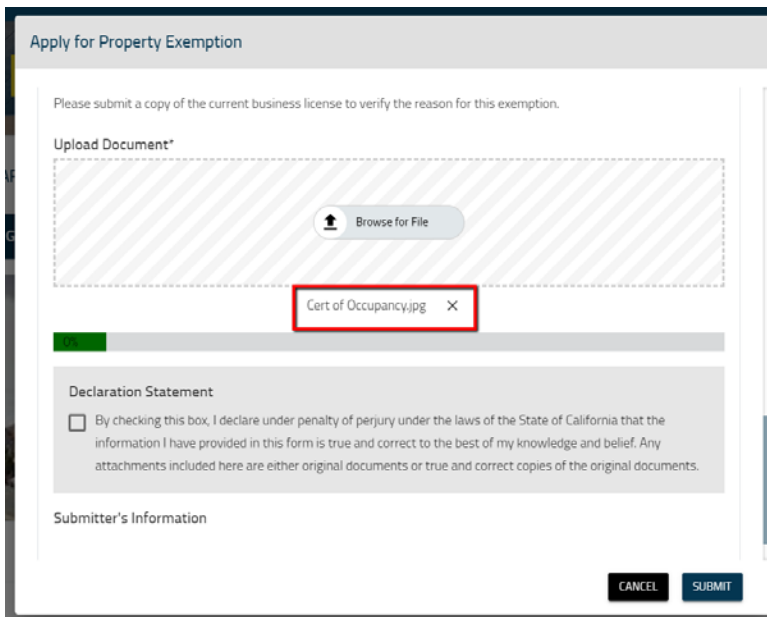 Apply for Property Exemption
Please submit a copy of the current business license to verify the reason for this exemption.
Upload Document*
Browse for File
Cert of Occupancy.jpg
0%
Declaration Statement
By checking this box, I declare under penalty of perjury under the laws of the State of California that the
information I have provided in this form is true and correct to the best of my knowledge and belief. Any
attachments included here are either original documents or true and correct copies of the original documents.
Submitter's Information
CANCEL SUBMIT